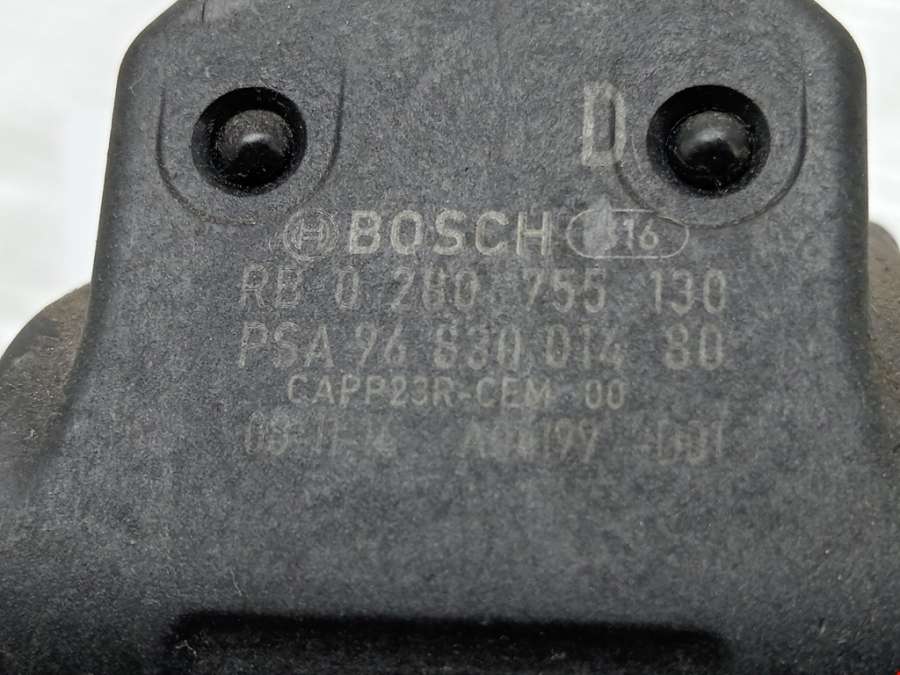 D
BOSCH 16
RB 0 280 755 130
PSA 96 830 014 80
CAPP23R-CEM 00